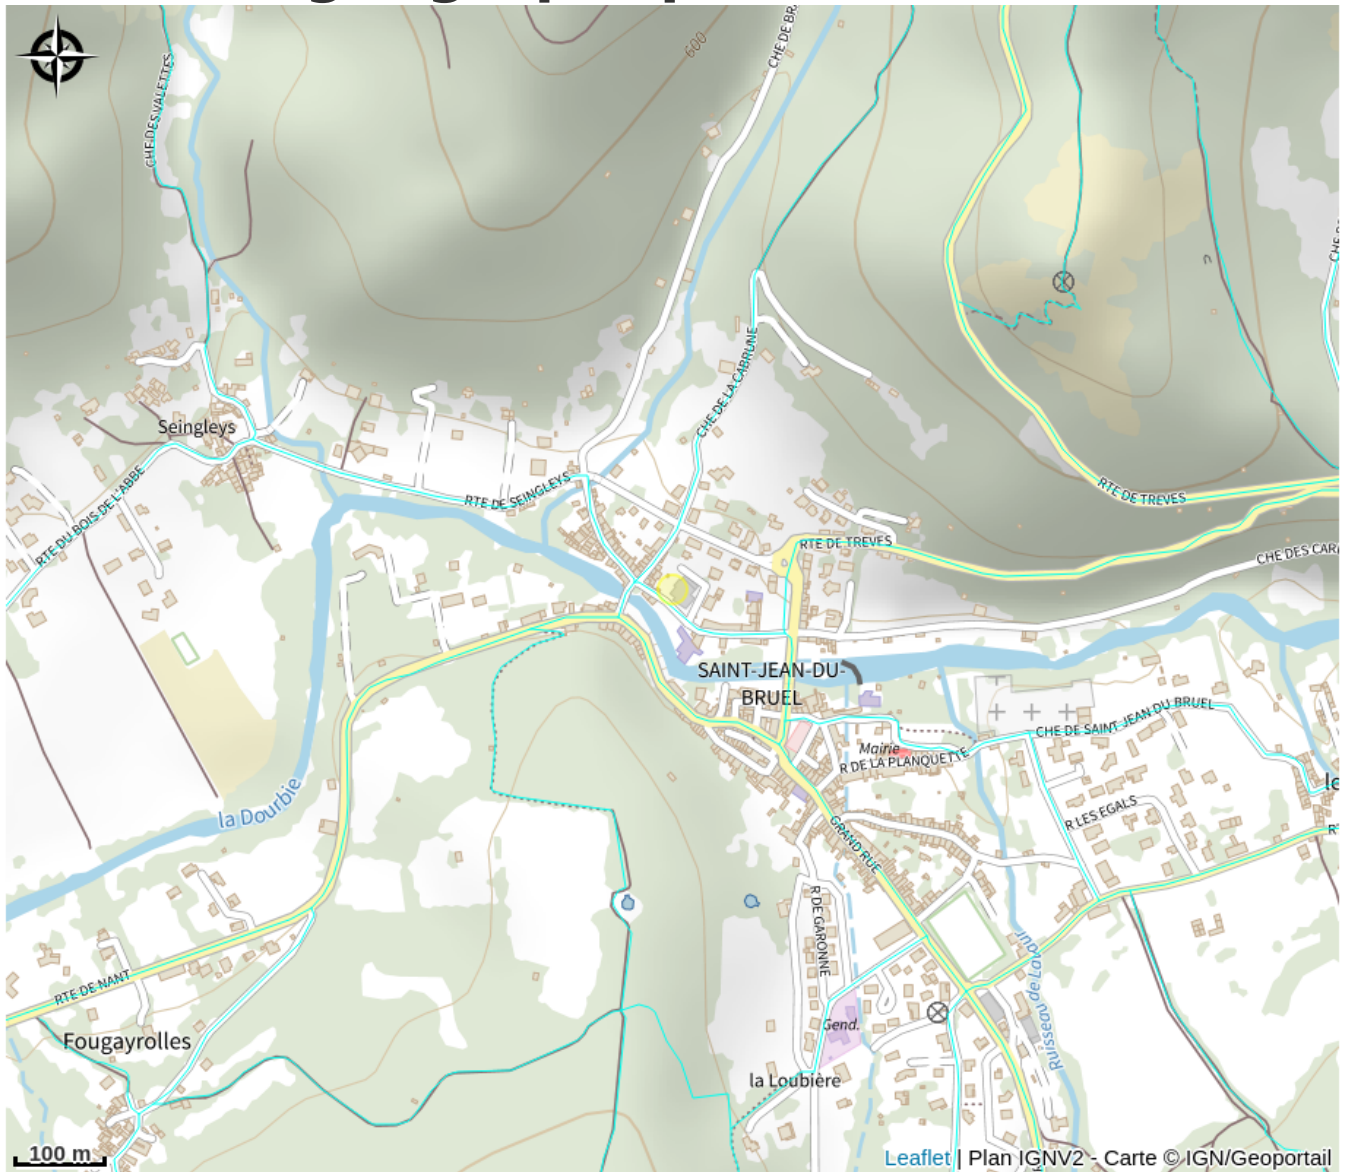 600
CHE DE BRA
CHE DES VALETTES
CHE DE LA CABRUNE
Seingleys
RTE DE SEINGLEYS
RTE DU BOIS DE L'ABBE
RTE DE TREVES
RTE DE TREVES
CHE DES CARA
SAINT-JEAN-DU-
BRUEL
Mairie
R DE LA PLANQUETTE
CHE DE SAINT JEAN DU BRUEL
la Dourbie
GRAND RUE
R LES EGALS
R DE GARONNE
Ruisseau de Lavaur
RTE DE NANT
Fougayrolles
Gend.
la Loubière
100 m
Leaflet | Plan IGNV2 - Carte © IGN/Geoportail